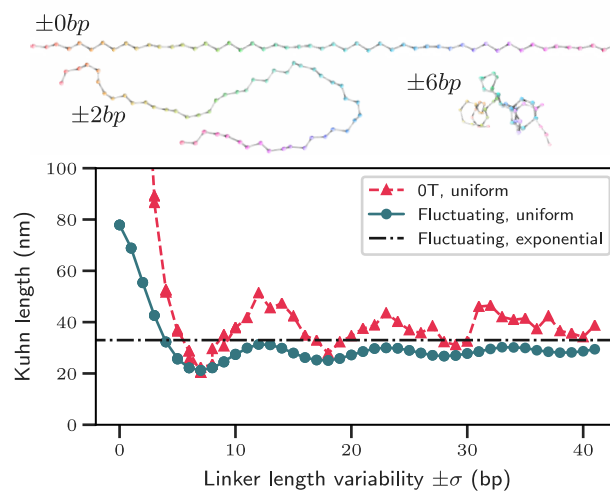 ±0bp
±2bp
±6bp
Kuhn length (nm)
100
80
60
40
20
0
0T, uniform
Fluctuating, uniform
Fluctuating, exponential
0 10 20 30 40
Linker length variability ±σ (bp)